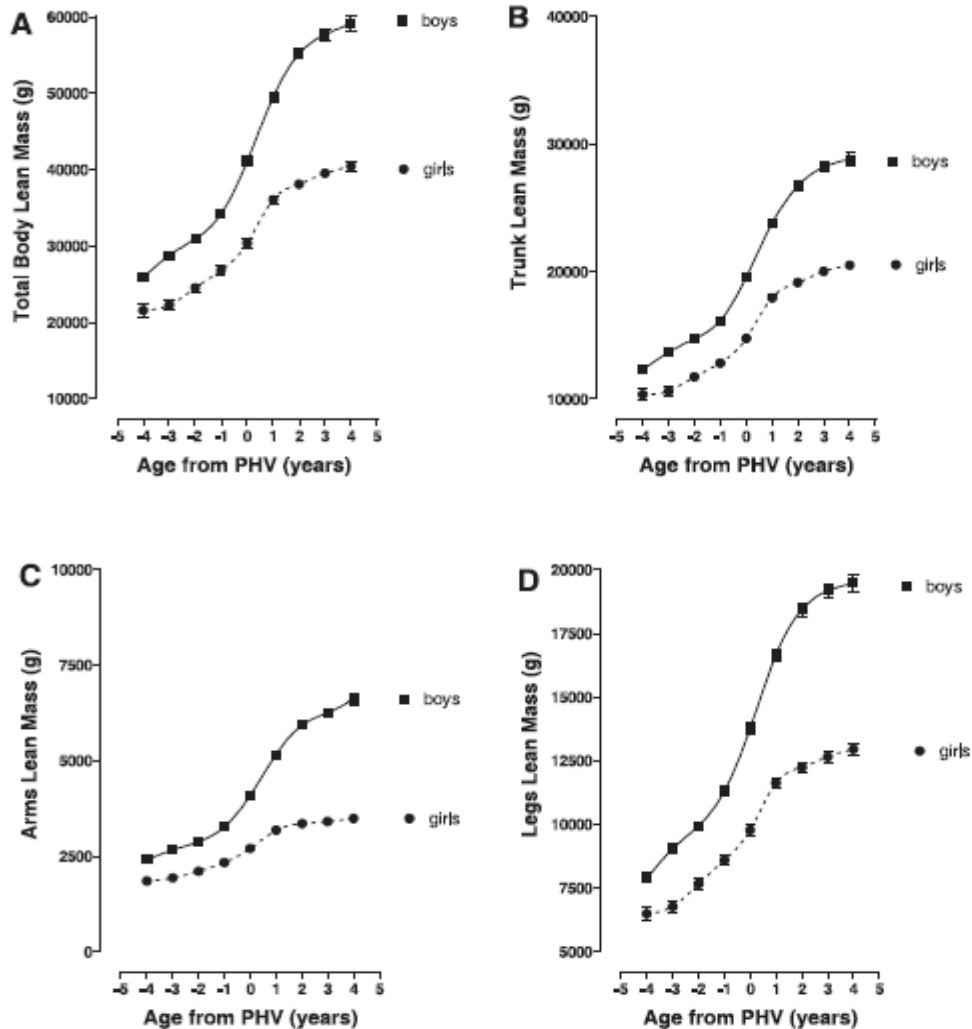 A
Total Body Lean Mass (g)
60000
50000
40000
30000
20000
10000
boys
girls
-5 -4 -3 -2 -1 0 1 2 3 4 5
Age from PHV (years)
B
Trunk Lean Mass (g)
40000
30000
20000
10000
boys
girls
-5 -4 -3 -2 -1 0 1 2 3 4 5
Age from PHV (years)
C
Arms Lean Mass (g)
10000
7500
5000
2500
0
boys
girls
-5 -4 -3 -2 -1 0 1 2 3 4 5
Age from PHV (years)
D
Legs Lean Mass (g)
20000
17500
15000
12500
10000
7500
5000
boys
girls
-5 -4 -3 -2 -1 0 1 2 3 4 5
Age from PHV (years)